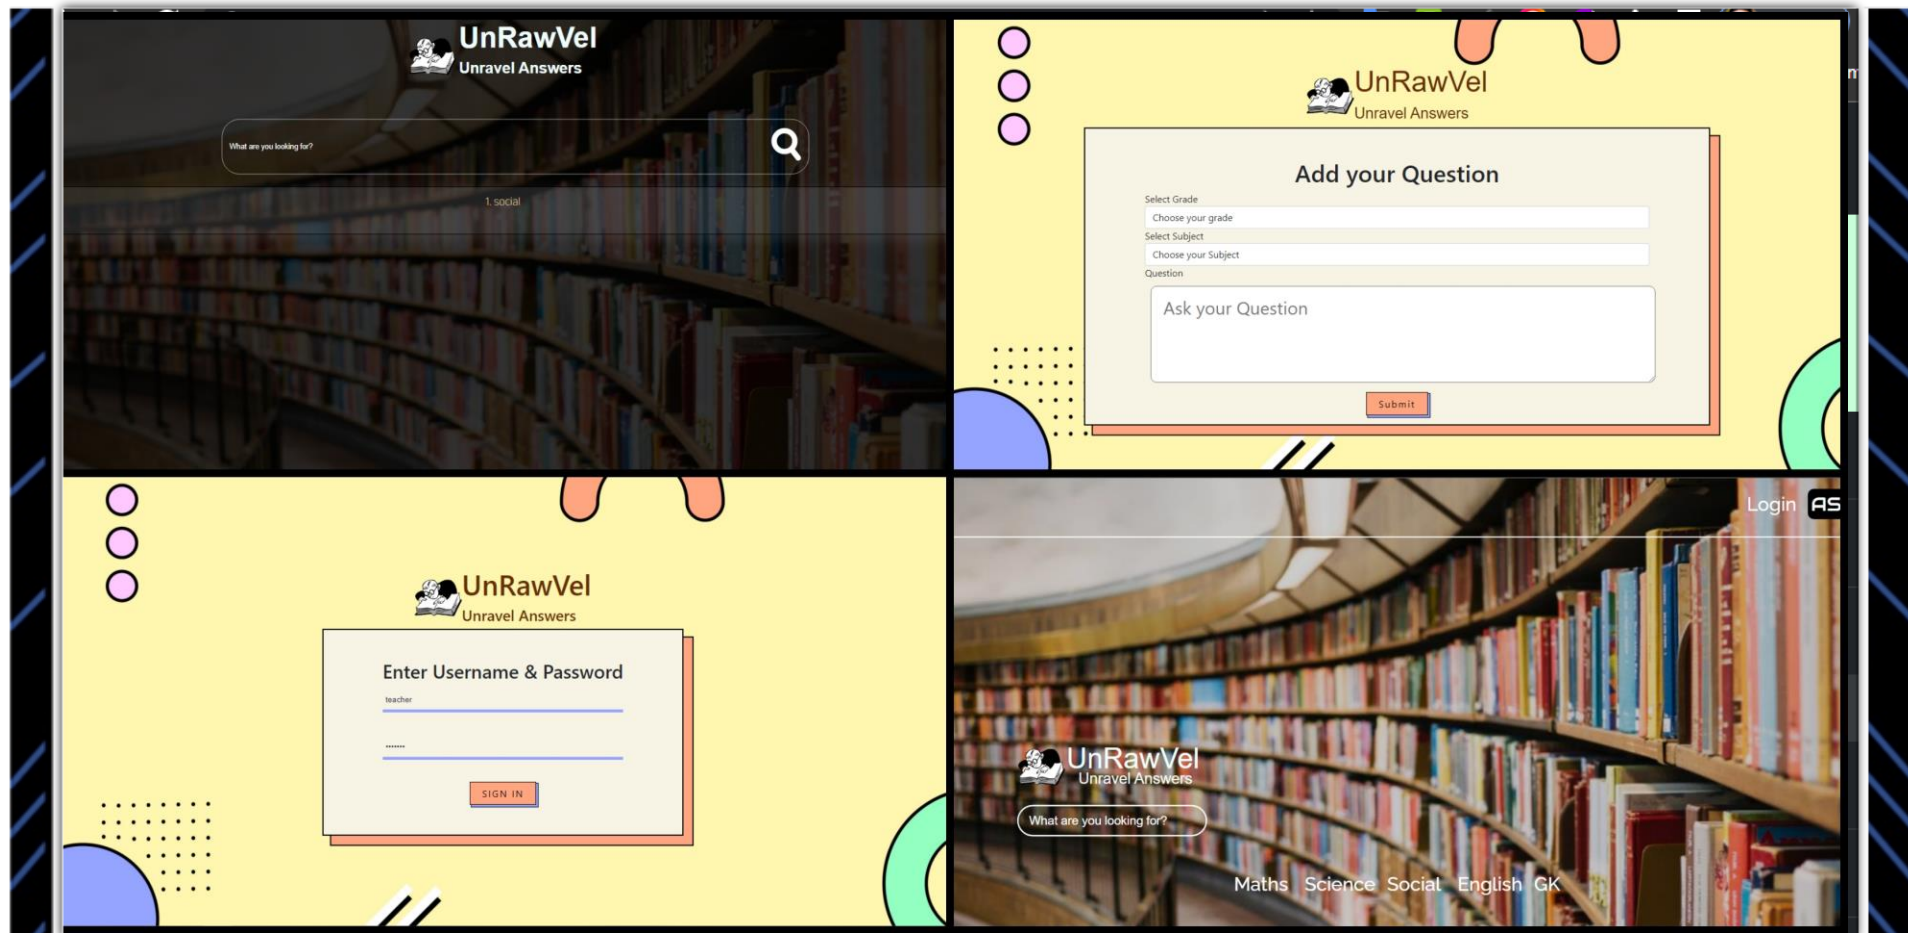 UnRawVel
Unravel Answers
What are you looking for?
1. social
UnRawVel
Unravel Answers
Add your Question
Select Grade
Choose your grade
Select Subject
Choose your Subject
Question
Ask your Question
Submit
UnRawVel
Unravel Answers
Enter Username & Password
teacher
•••••••
SIGN IN
Login AS
UnRawVel
Unravel Answers
What are you looking for?
Maths Science Social English GK